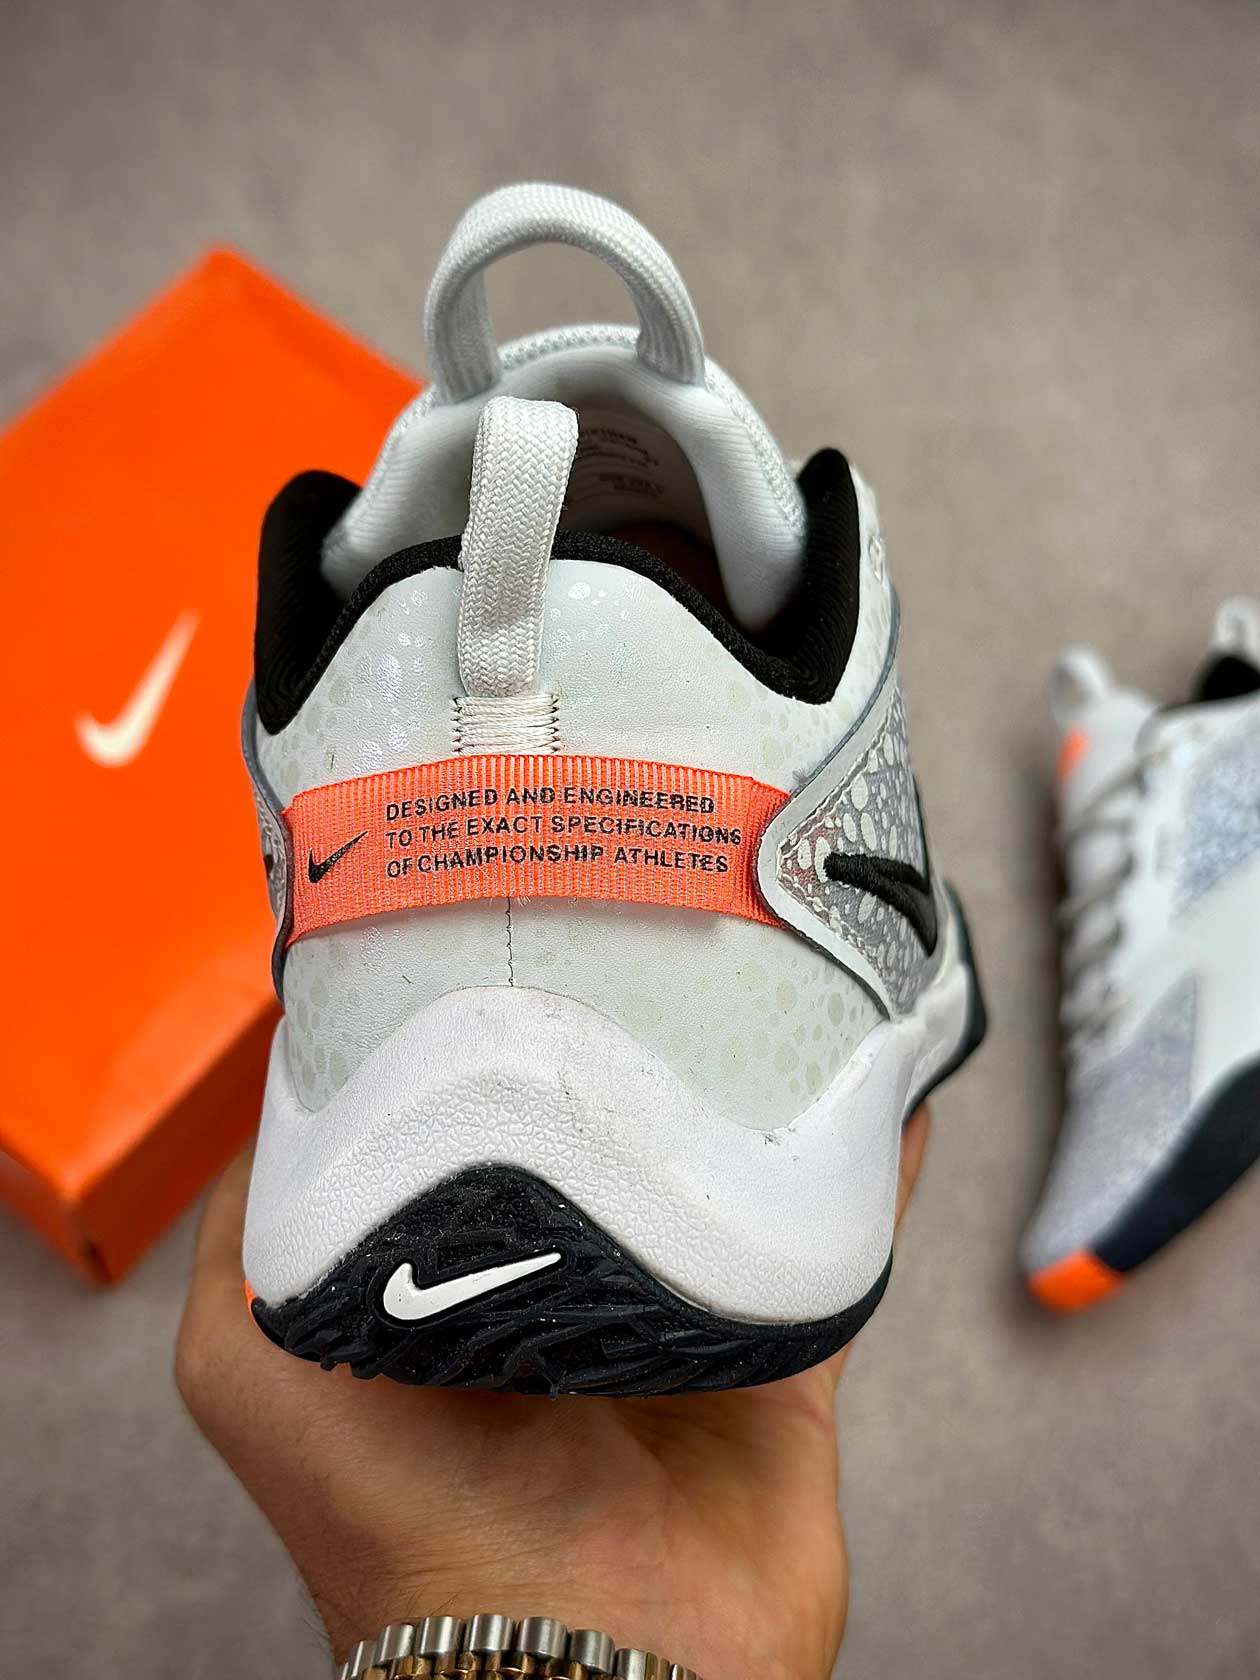 DESIGNED AND ENGINEERED
TO THE EXACT SPECIFICATIONS
OF CHAMPIONSHIP ATHLETES